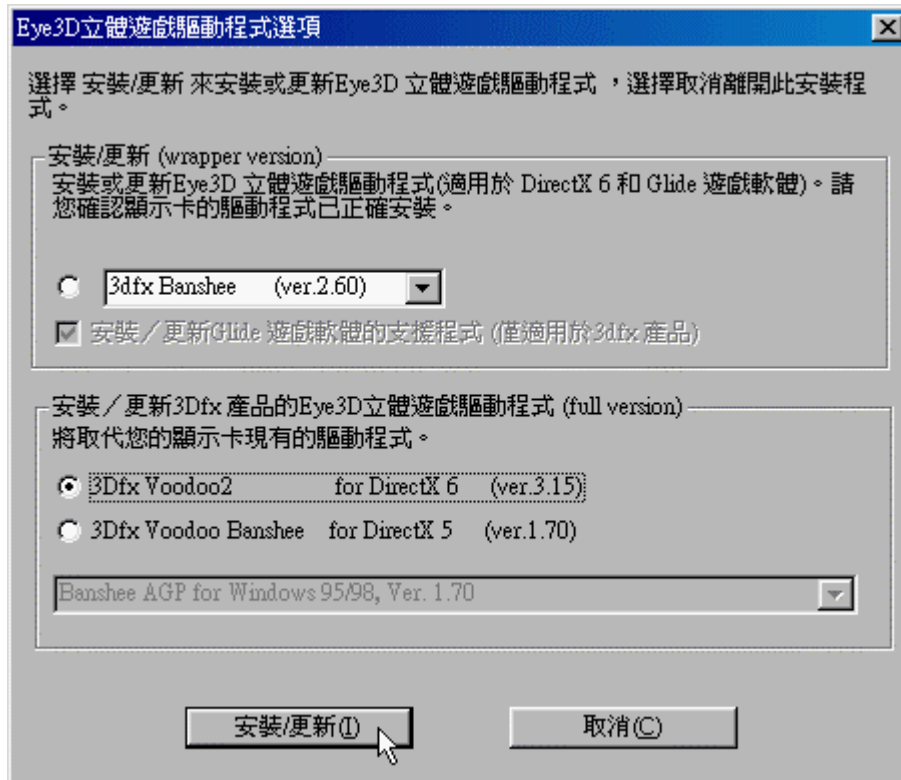 Eye3D立體遊戲驅動程式選項
選擇 安裝/更新 來安裝或更新Eye3D 立體遊戲驅動程式 ，選擇取消離開此安裝程
式。
安裝/更新 (wrapper version)
安裝或更新Eye3D 立體遊戲驅動程式(適用於 DirectX 6 和 Glide 遊戲軟體)。請
您確認顯示卡的驅動程式已正確安裝。
3dfx Banshee (ver.2.60)
安裝／更新Glide 遊戲軟體的支援程式 (僅適用於3dfx 產品)
安裝／更新3Dfx 產品的Eye3D立體遊戲驅動程式 (full version)
將取代您的顯示卡現有的驅動程式。
3Dfx Voodoo2 for DirectX 6 (ver.3.15)
3Dfx Voodoo Banshee for DirectX 5 (ver.1.70)
Banshee AGP for Windows 95/98, Ver. 1.70
安裝/更新(I) 取消(C)